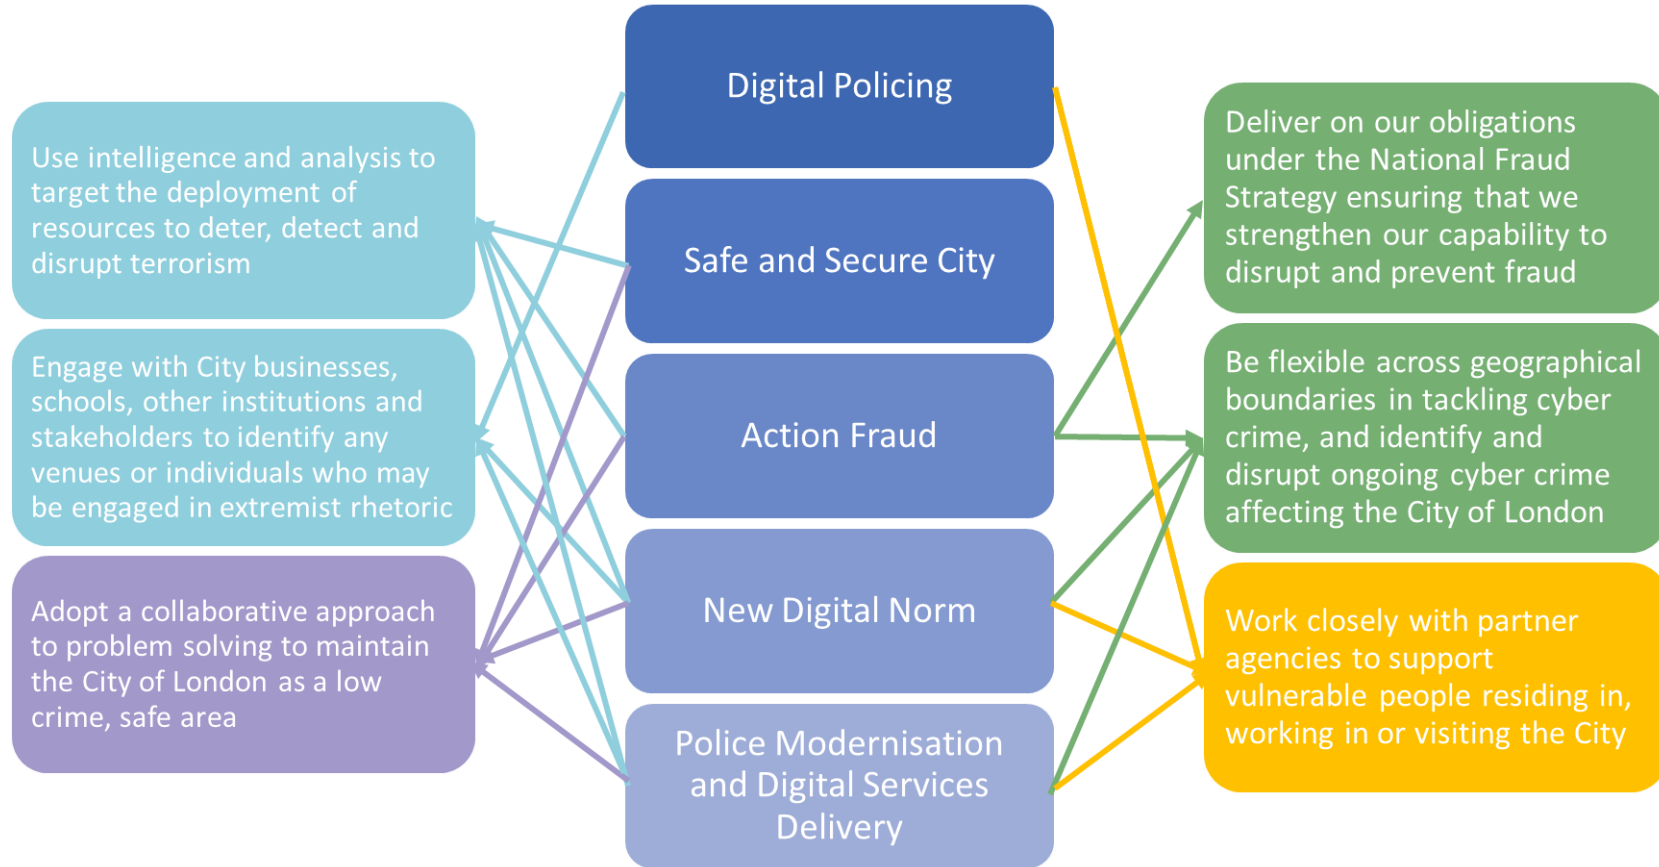 Use intelligence and analysis to
target the deployment of
resources to deter, detect and
disrupt terrorism
Engage with City businesses,
schools, other institutions and
stakeholders to identify any
venues or individuals who may
be engaged in extremist rhetoric
Adopt a collaborative approach
to problem solving to maintain
the City of London as a low
crime, safe area
Digital Policing
Safe and Secure City
Action Fraud
New Digital Norm
Police Modernisation
and Digital Services
Delivery
Deliver on our obligations
under the National Fraud
Strategy ensuring that we
strengthen our capability to
disrupt and prevent fraud
Be flexible across geographical
boundaries in tackling cyber
crime, and identify and
disrupt ongoing cyber crime
affecting the City of London
Work closely with partner
agencies to support
vulnerable people residing in,
working in or visiting the City